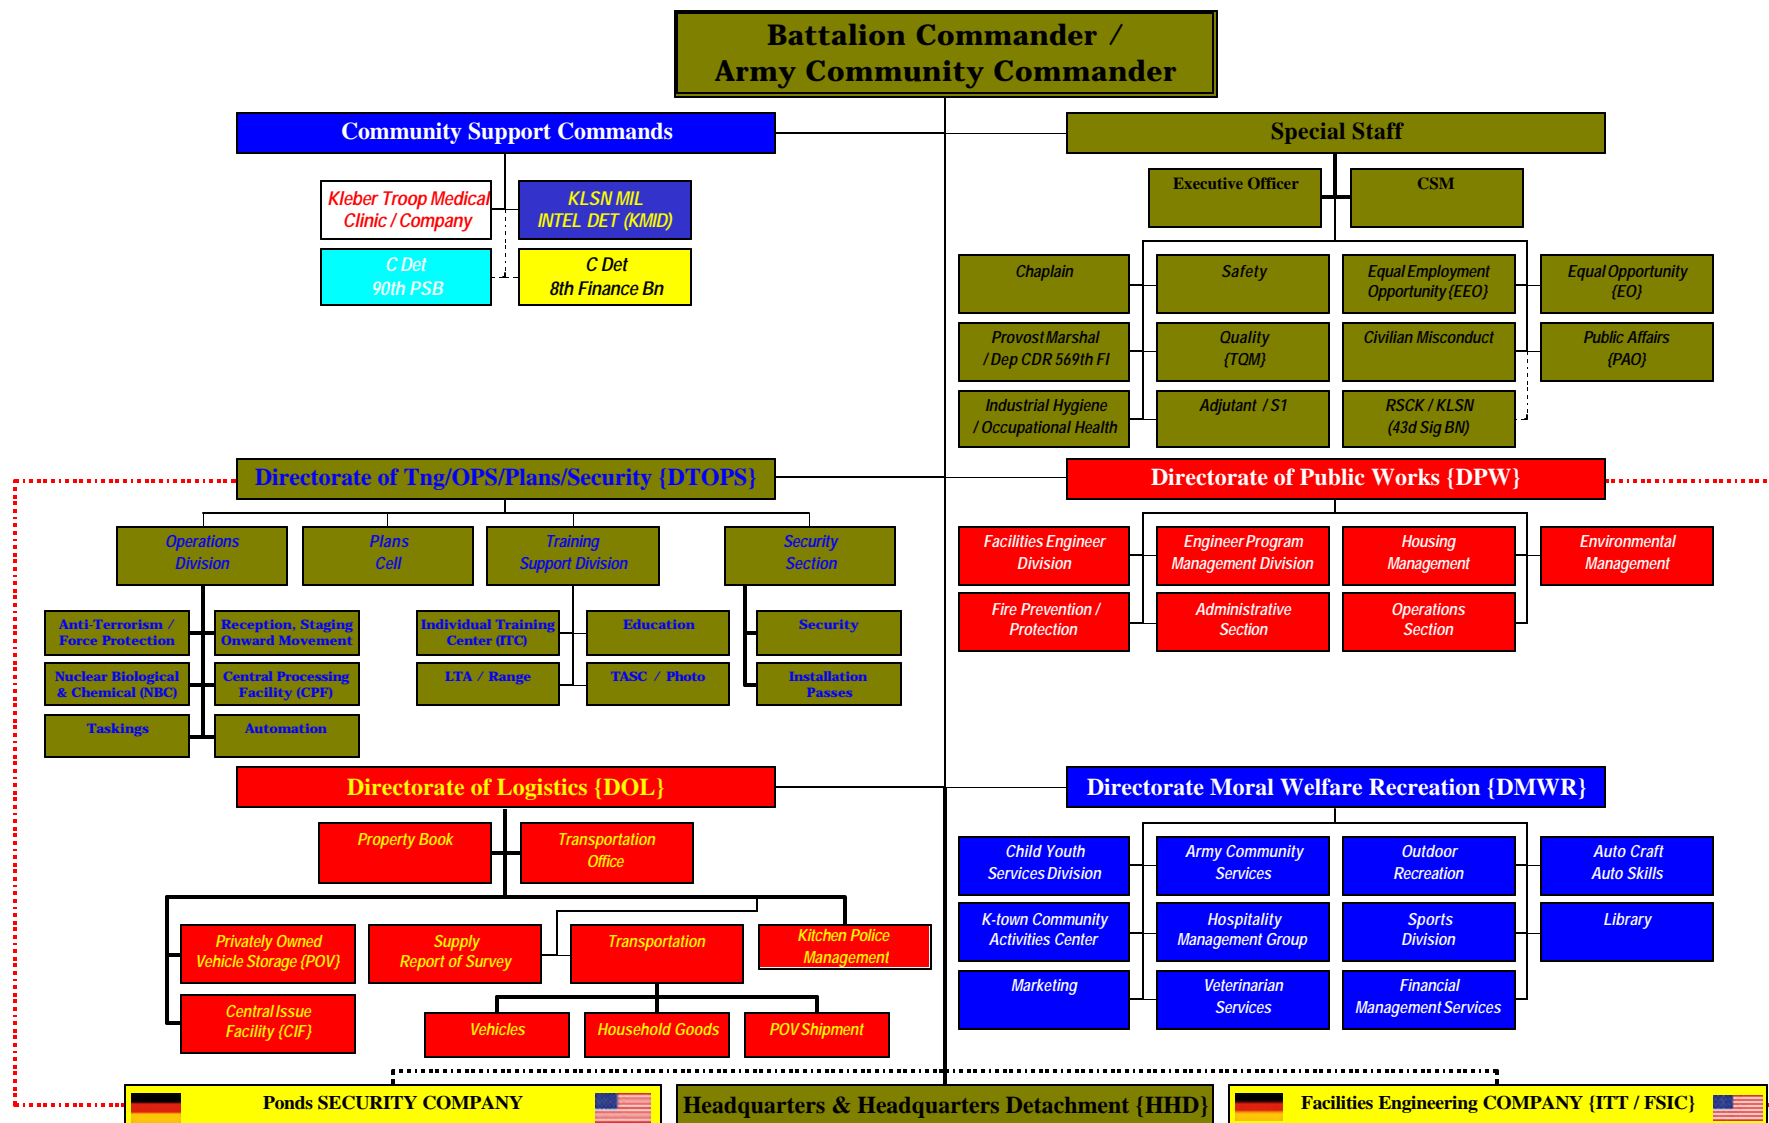 Battalion Commander /
Army Community Commander
Community Support Commands
Special Staff
Kleber Troop Medical
Clinic / Company
KLSN MIL
INTEL DET (KMID)
C Det
90th PSB
C Det
8th Finance Bn
Executive Officer
CSM
Chaplain
Safety
Equal Employment
Opportunity {EEO}
Equal Opportunity
{EO}
Provost Marshal
/ Dep CDR 569th FI
Quality
{TQM}
Civilian Misconduct
Public Affairs
{PAO}
Industrial Hygiene
/ Occupational Health
Adjutant / S1
RSCK / KLSN
(43d Sig BN)
Directorate of Tng/OPS/Plans/Security {DTOPS}
Directorate of Public Works {DPW}
Operations
Division
Plans
Cell
Training
Support Division
Security
Section
Anti-Terrorism /
Force Protection
Reception, Staging
Onward Movement
Individual Training
Center (ITC)
Education
Security
Nuclear Biological
& Chemical (NBC)
Central Processing
Facility (CPF)
LTA / Range
TASC / Photo
Installation
Passes
Taskings
Automation
Facilities Engineer
Division
Engineer Program
Management Division
Housing
Management
Environmental
Management
Fire Prevention /
Protection
Administrative
Section
Operations
Section
Directorate of Logistics {DOL}
Directorate Moral Welfare Recreation {DMWR}
Property Book
Transportation
Office
Privately Owned
Vehicle Storage {POV}
Supply
Report of Survey
Transportation
Kitchen Police
Management
Central Issue
Facility {CIF}
Vehicles
Household Goods
POV Shipment
Child Youth
Services Division
Army Community
Services
Outdoor
Recreation
Auto Craft
Auto Skills
K-town Community
Activities Center
Hospitality
Management Group
Sports
Division
Library
Marketing
Veterinarian
Services
Financial
Management Services
Ponds SECURITY COMPANY
Headquarters & Headquarters Detachment {HHD}
Facilities Engineering COMPANY {ITT / FSIC}